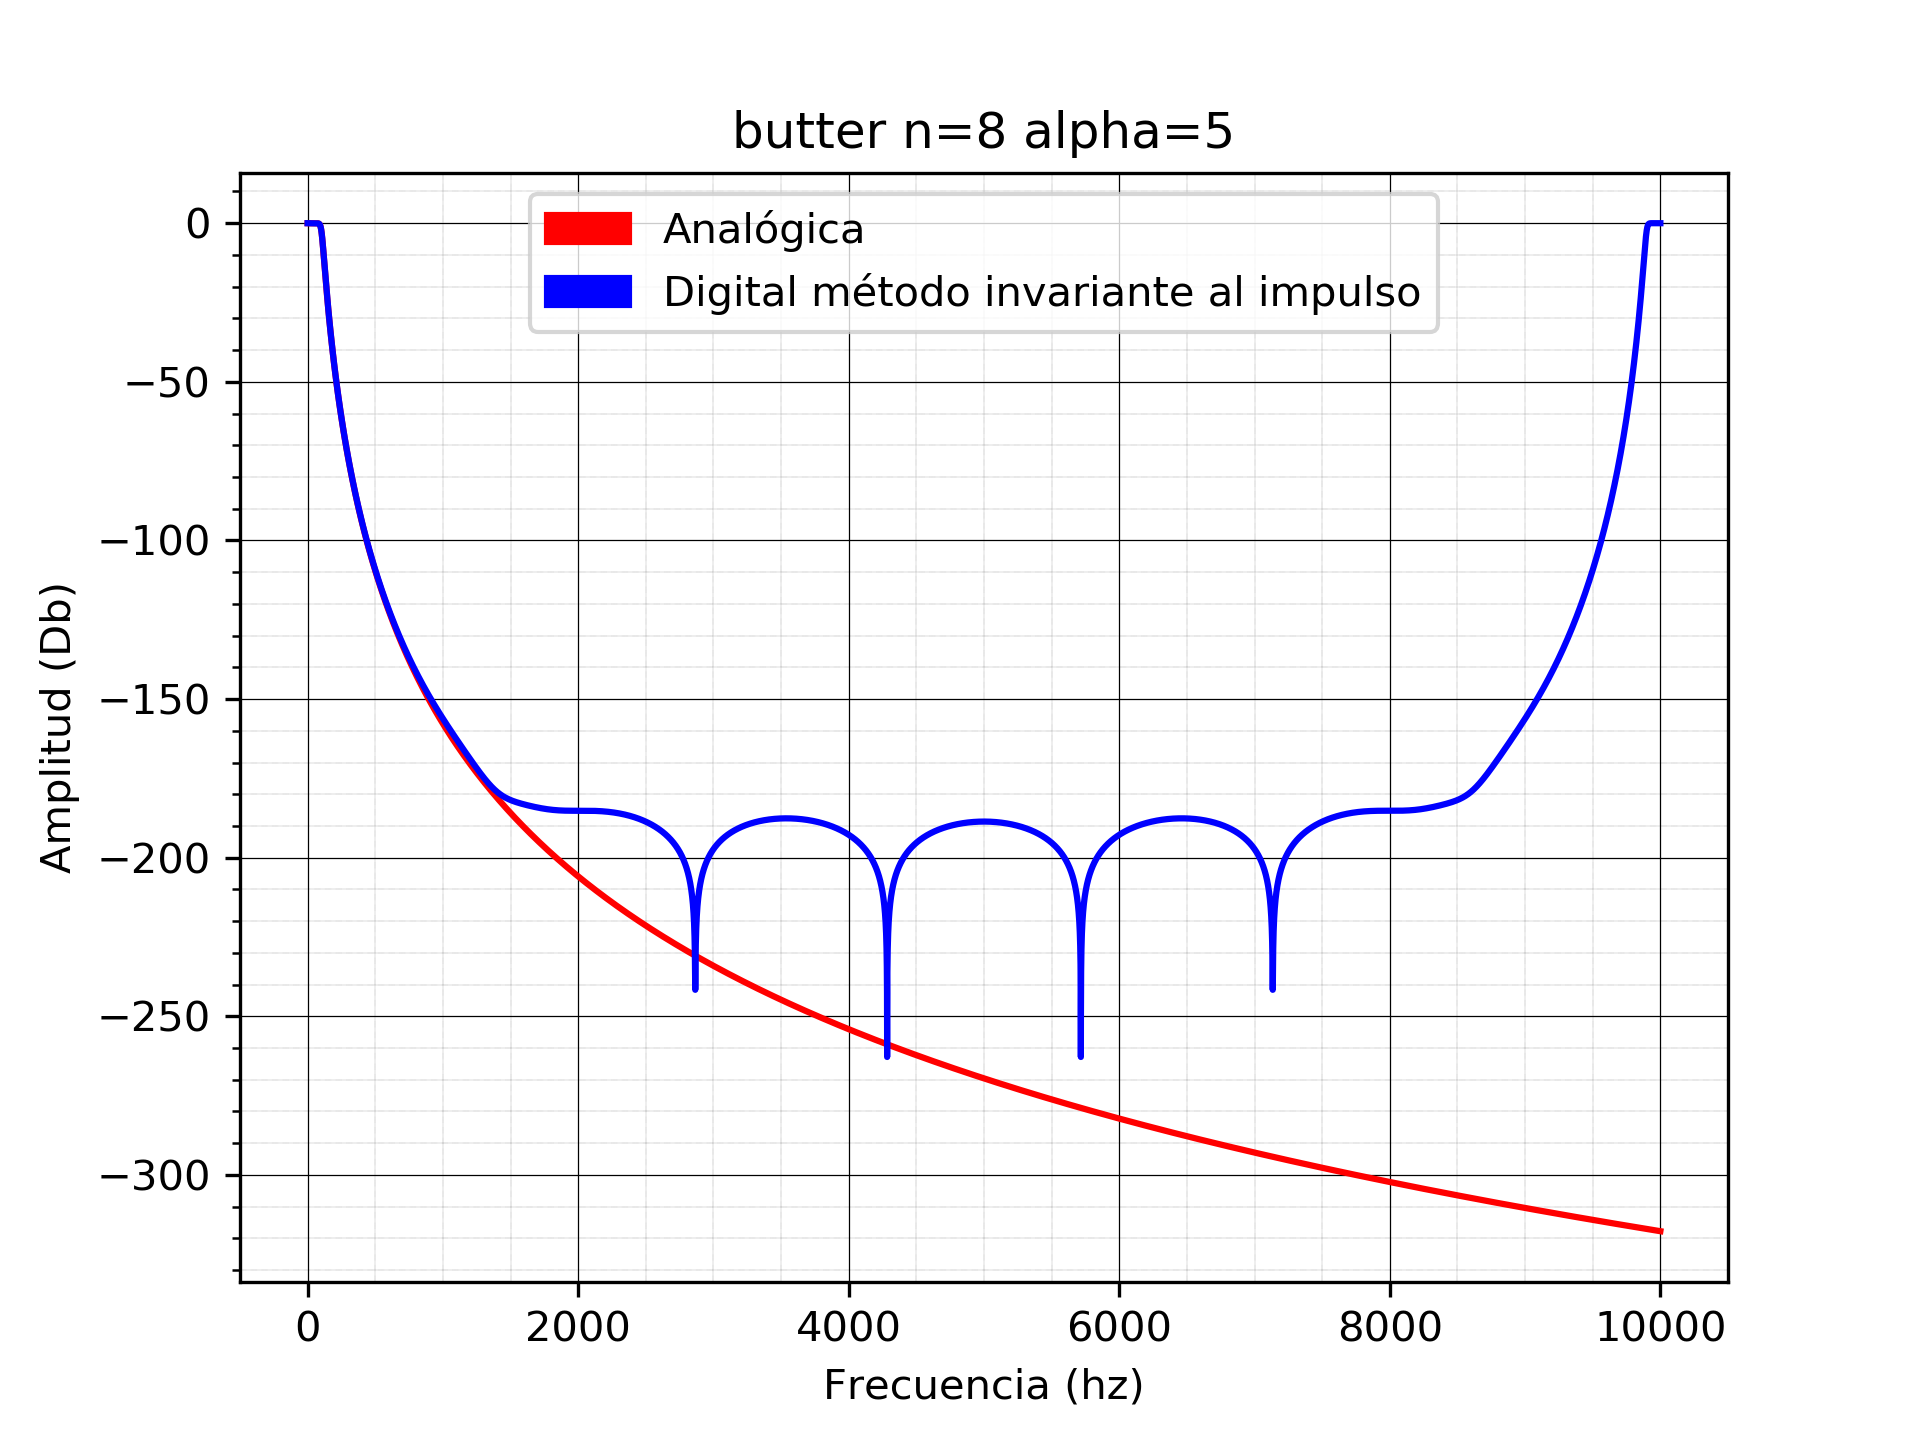 butter n=8 alpha=5
Analógica
Digital método invariante al impulso
0
−50
−100
−150
−200
−250
−300
Amplitud (Db)
0 2000 4000 6000 8000 10000
Frecuencia (hz)